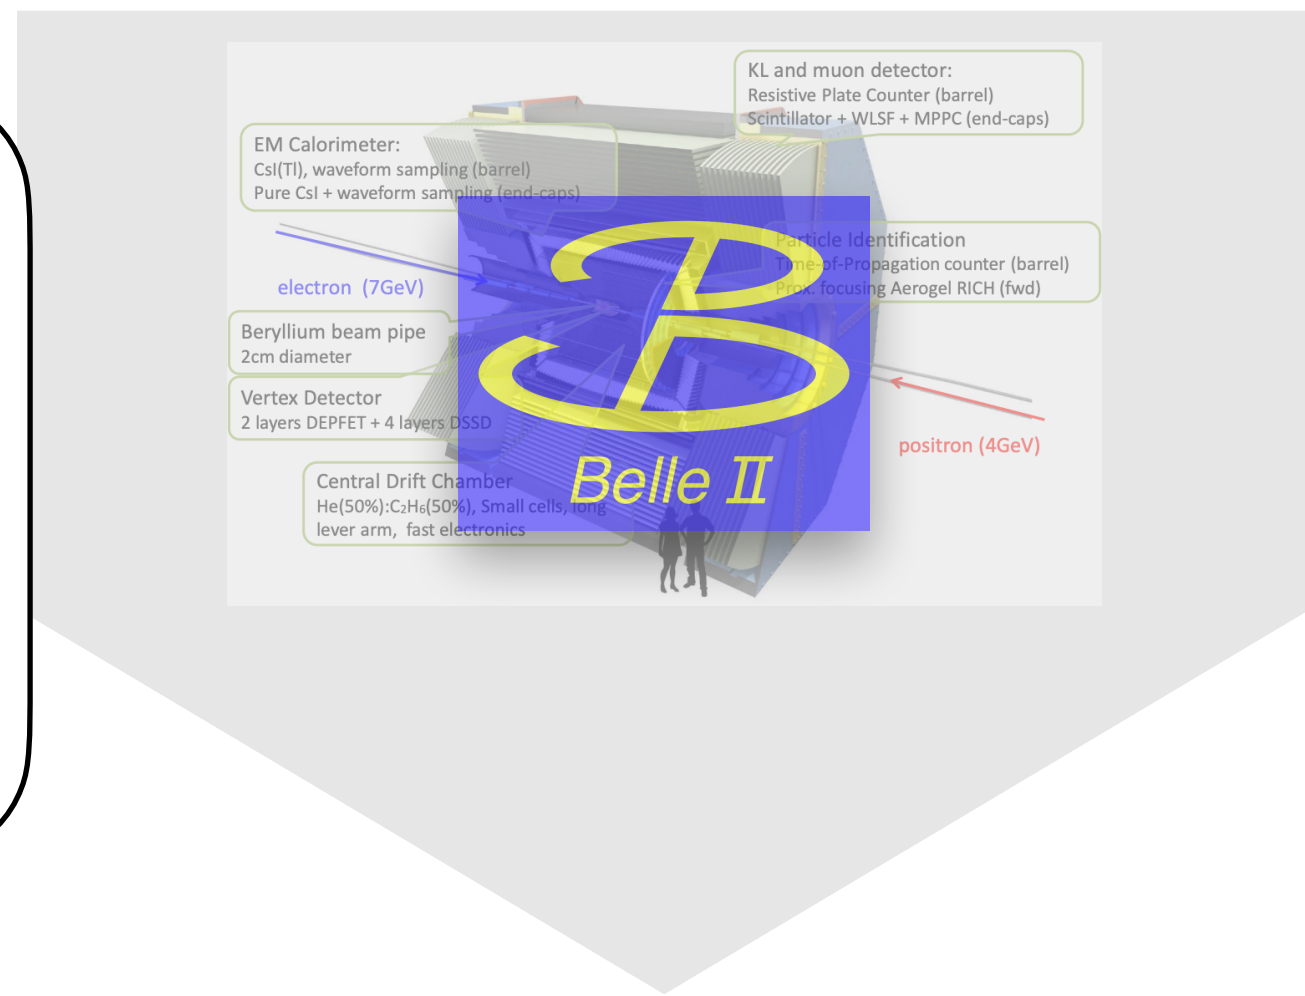 KL and muon detector:
Resistive Plate Counter (barrel)
Scintillator + WLSF + MPPC (end-caps)
EM Calorimeter:
CsI(Tl), waveform sampling (barrel)
Pure CsI + waveform sampling (end-caps)
Particle Identification
Time-of-Propagation counter (barrel)
Prox. focusing Aerogel RICH (fwd)
electron (7GeV)
Beryllium beam pipe
2cm diameter
Vertex Detector
2 layers DEPFET + 4 layers DSSD
positron (4GeV)
Central Drift Chamber
He(50%):C₂H₆(50%), Small cells, long
lever arm, fast electronics
B
Belle II